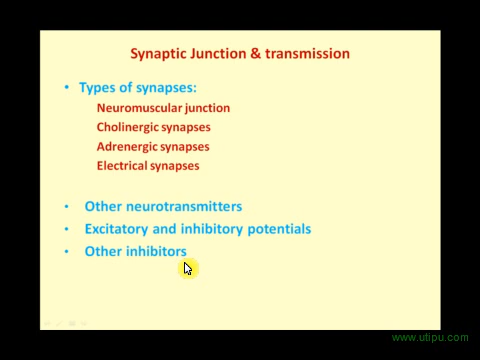 Synaptic Junction & transmission
• Types of synapses:
Neuromuscular junction
Cholinergic synapses
Adrenergic synapses
Electrical synapses
• Other neurotransmitters
• Excitatory and inhibitory potentials
• Other inhibitors
www.utipu.com